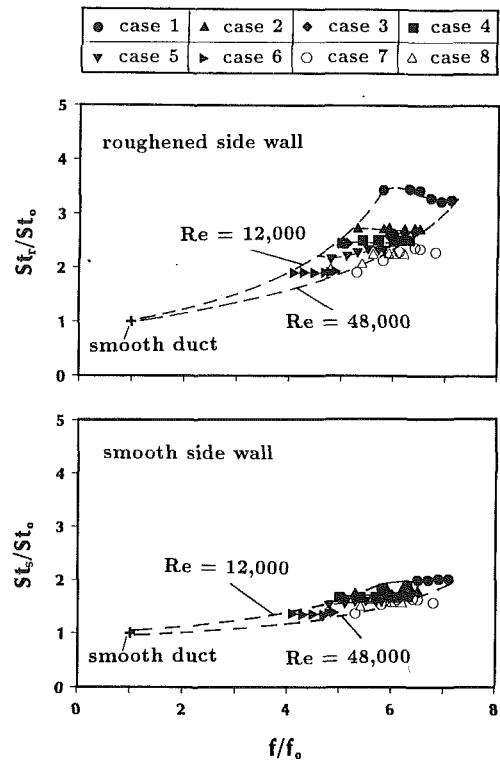 case 1 case 2 case 3 case 4
case 5 case 6 case 7 case 8
5
roughened side wall
4
3
Re = 12,000
2
1
Re = 48,000
smooth duct
0
St_r/St_o
5
smooth side wall
4
3
2
Re = 12,000
1
smooth duct
Re = 48,000
0
St_s/St_o
0 2 4 6 8
f/f_o